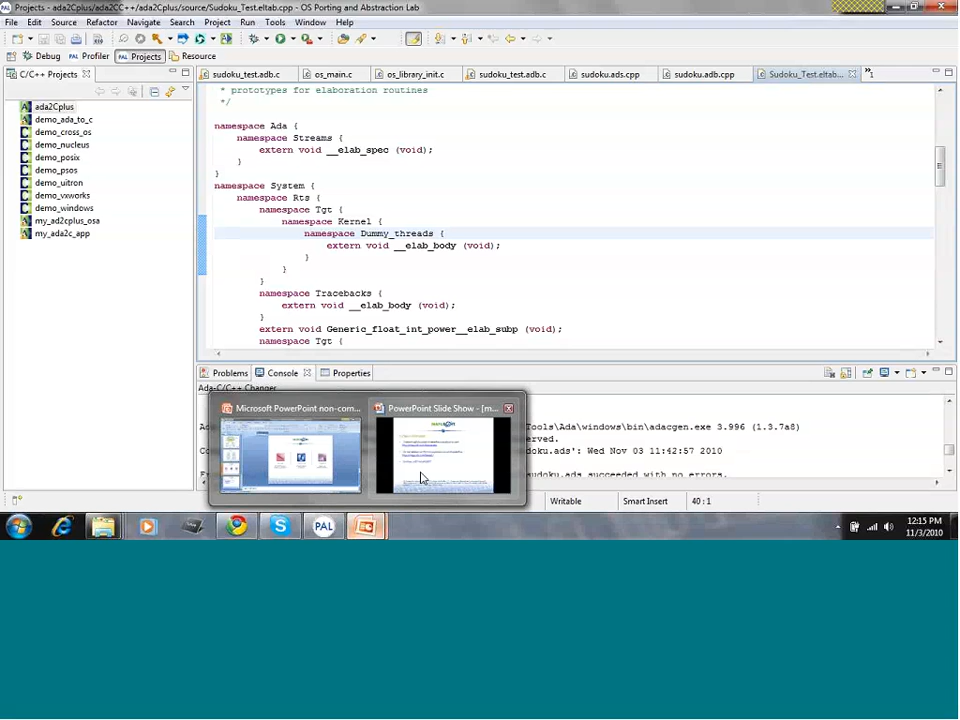 Projects - ada2Cplus/ada2CC++/ada2Cplus/source/Sudoku_Test.eltab.cpp - OS Porting and Abstraction Lab
File Edit Source Refactor Navigate Search Project Run Tools Window Help
Debug Profiler Projects Resource
C/C++ Projects
sudoku_test.adb.c os_main.c os_library_init.c sudoku_test.adb.c sudoku.ads.cpp sudoku.adb.cpp Sudoku_Test.eltab... »1
ada2Cplus
demo_ada_to_c
demo_cross_os
demo_nucleus
demo_posix
demo_psos
demo_uitron
demo_vxworks
demo_windows
my_ad2cplus_osa
my_ada2c_app
* prototypes for elaboration routines
*/
namespace Ada {
namespace Streams {
extern void __elab_spec (void);
}
}
namespace System {
namespace Rts {
namespace Tgt {
namespace Kernel {
namespace Dummy_threads {
extern void __elab_body (void);
}
}
}
namespace Tracebacks {
extern void __elab_body (void);
}
extern void Generic_float_int_power__elab_subp (void);
namespace Tgt {
Problems Console Properties
Ada-C/C++ Changer
Tools\Ada\windows\bin\adacgen.exe 3.996 (1.3.7a)
erved.
udoku.ads': Wed Nov 03 11:42:57 2010
sudoku.ads succeeded with no errors.
Microsoft PowerPoint non-com...
PowerPoint Slide Show - [m...
Writable Smart Insert 40 : 1
PAL
12:15 PM
11/3/2010